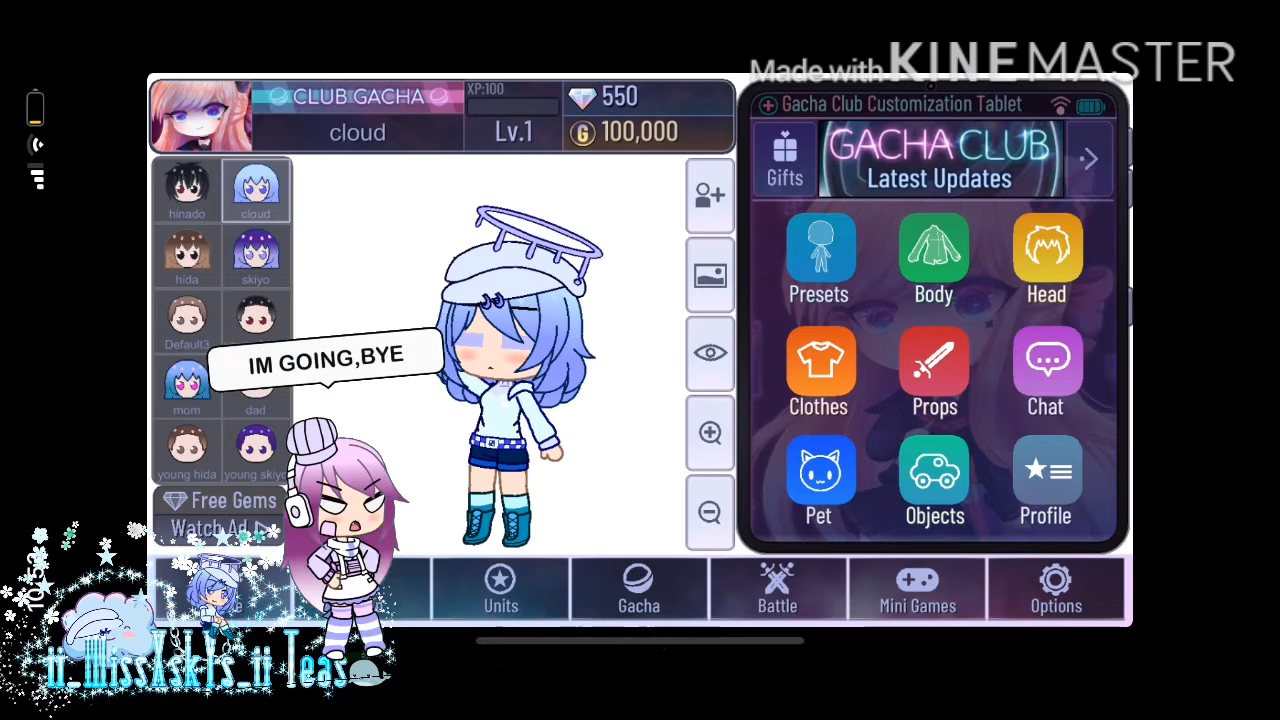 Made with KINEMASTER
CLUB GACHA
cloud
XP:100
Lv.1
550
G 100,000
Gacha Club Customization Tablet
Gifts
GACHA CLUB
Latest Updates
hinado
cloud
hida
skiyo
Default3
mom
dad
young hida
young skiyo
IM GOING,BYE
Presets
Body
Head
Clothes
Props
Chat
Pet
Objects
Profile
Free Gems
Watch Ad
Units
Gacha
Battle
Mini Games
Options
ii_MissXskYs_ii Teas